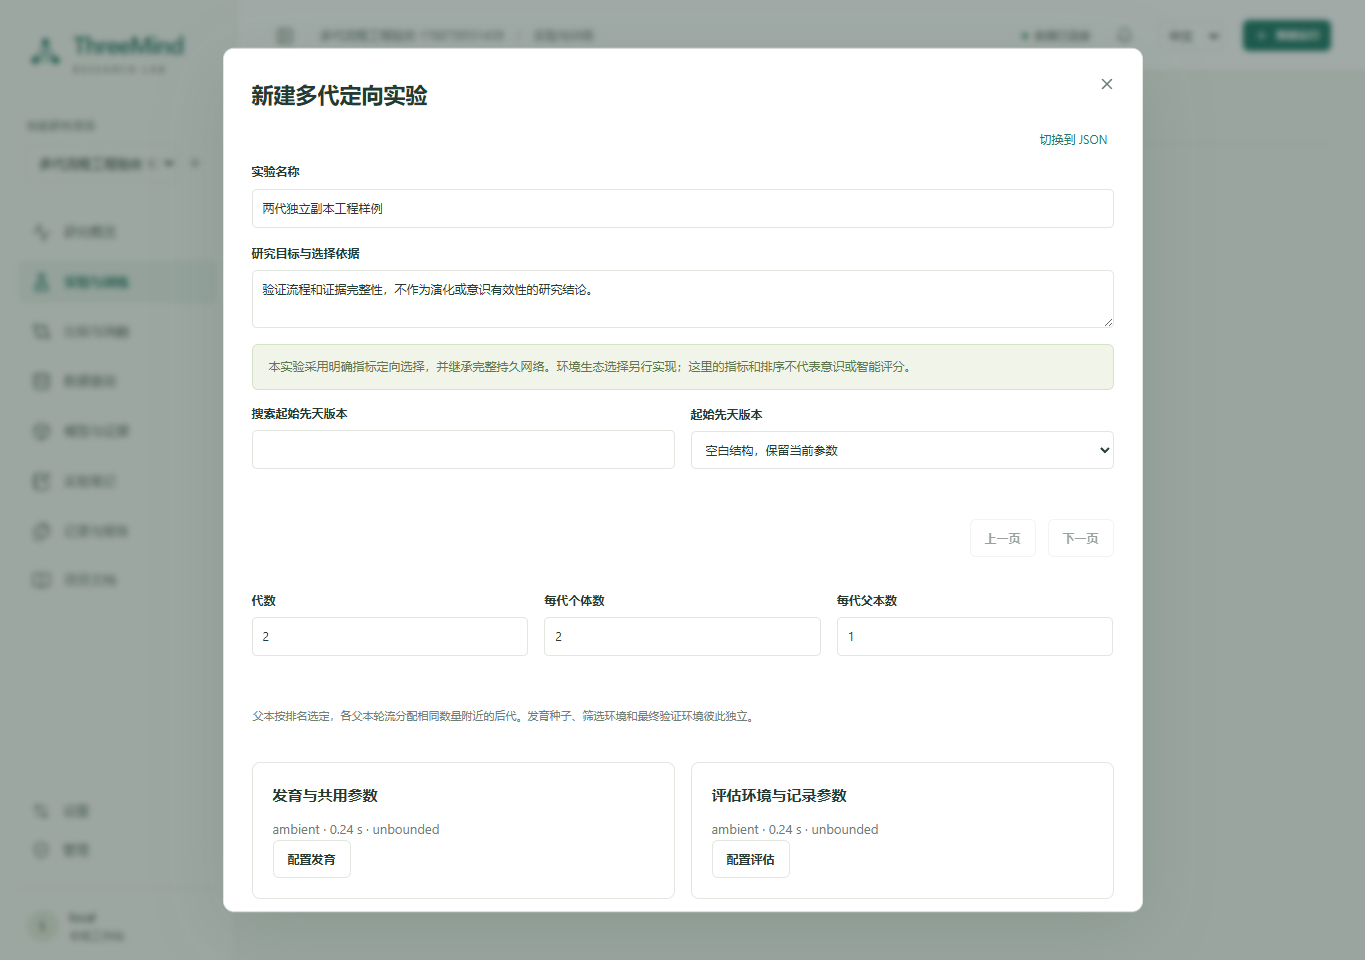 ThreeMind
新建多代定向实验
切换到 JSON
实验名称
两代独立副本工程样例
研究目标与选择依据
验证流程和证据完整性，不作为演化或意识有效性的研究结论。
本实验采用明确指标定向选择，并继承完整持久网络。环境生态选择另行实现；这里的指标和排序不代表意识或智能评分。
搜索起始先天版本
起始先天版本
空白结构，保留当前参数
上一页
下一页
代数
每代个体数
每代父本数
2
2
1
父本按排名选定，各父本轮流分配相同数量附近的后代。发育种子、筛选环境和最终验证环境彼此独立。
发育与共用参数
ambient · 0.24 s · unbounded
配置发育
评估环境与记录参数
ambient · 0.24 s · unbounded
配置评估